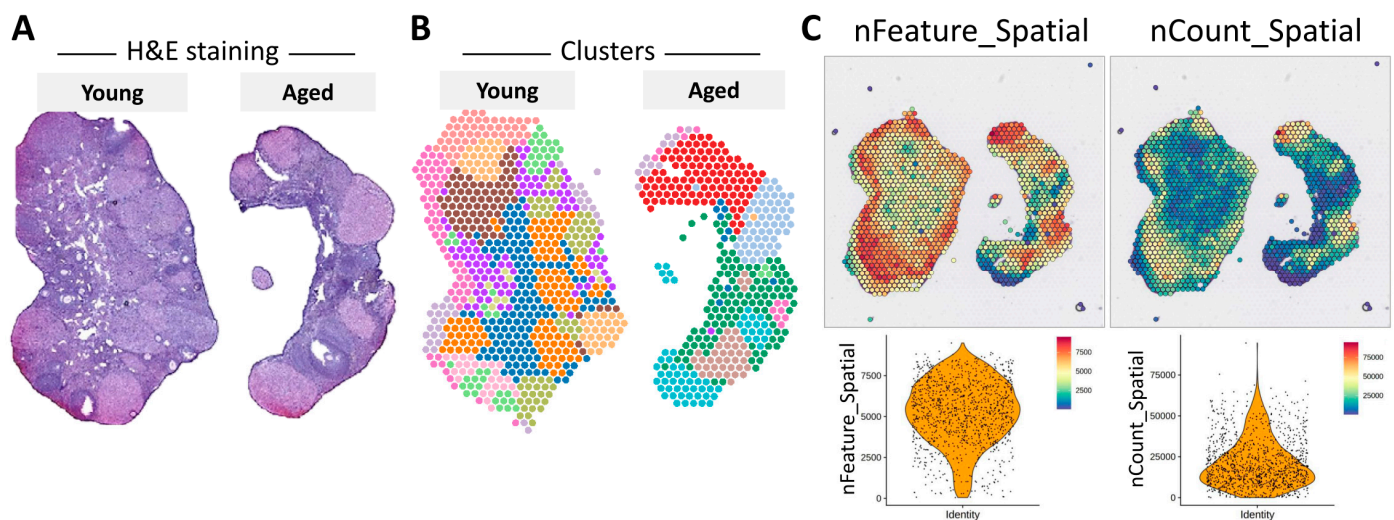 A
H&E staining
Young
Aged
B
Clusters
Young
Aged
C
nFeature_Spatial
nCount_Spatial
nFeature_Spatial
7500
5000
2500
0
Identity
7500
5000
2500
nCount_Spatial
75000
50000
25000
0
Identity
75000
50000
25000